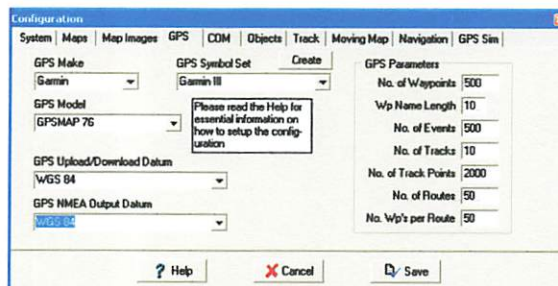 Configuration
System Maps Map Images GPS COM Objects Track Moving Map Navigation GPS Sim
GPS Make
Garmin
GPS Symbol Set
Create
Garmin III
GPS Model
GPSMAP 76
Please read the Help for
essential information on
how to setup the config-
uration
GPS Upload/Download Datum
WGS 84
GPS NMEA Output Datum
WGS 84
GPS Parameters
No. of Waypoints 500
Wp Name Length 10
No. of Events 500
No. of Tracks 10
No. of Track Points 2000
No. of Routes 50
No. Wp's per Route 50
? Help
Cancel
Save